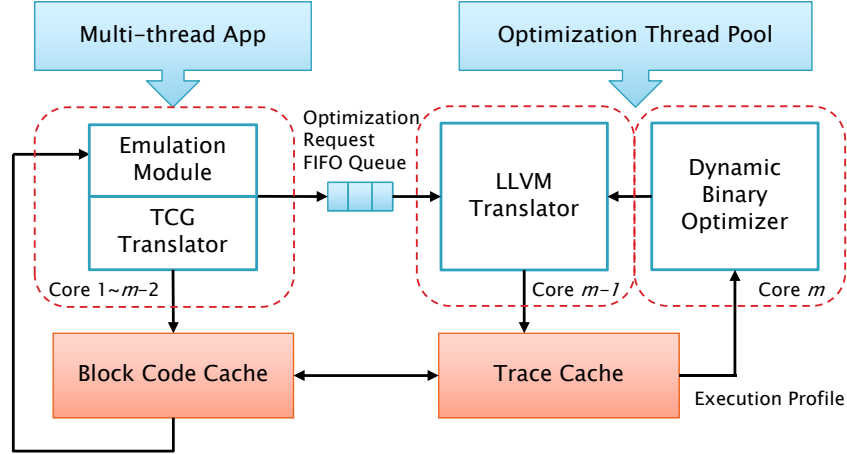 Multi-thread App
Optimization Thread Pool
Emulation
Module
TCG
Translator
Optimization
Request
FIFO Queue
LLVM
Translator
Dynamic
Binary
Optimizer
Core 1~m-2
Core m-1
Core m
Block Code Cache
Trace Cache
Execution Profile